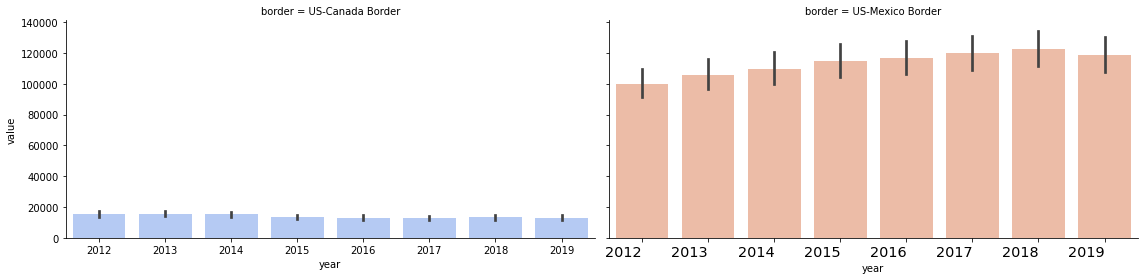 border = US-Canada Border
border = US-Mexico Border
140000
120000
100000
80000
60000
40000
20000
0
value
2012 2013 2014 2015 2016 2017 2018 2019
year
2012 2013 2014 2015 2016 2017 2018 2019
year